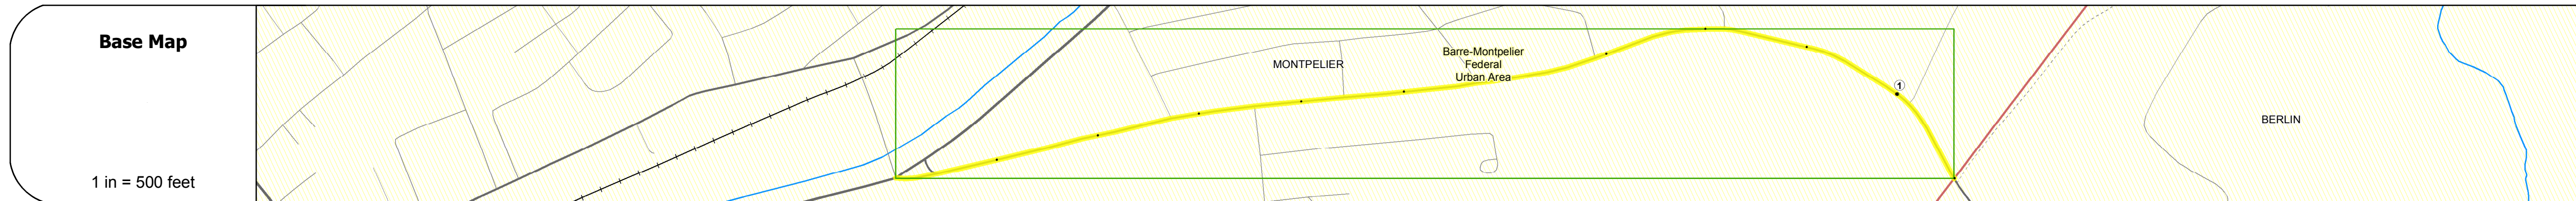 Base Map
1 in = 500 feet
MONTPELIER
Barre-Montpelier
Federal
Urban Area
1
BERLIN